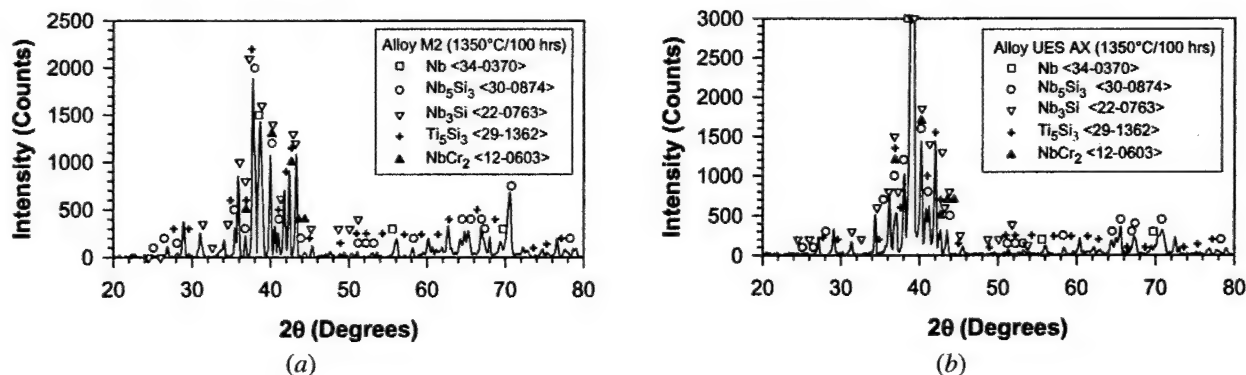 Intensity (Counts)
2500
2000
1500
1000
500
0
Alloy M2 (1350°C/100 hrs)
□ Nb <34-0370>
○ Nb₅Si₃ <30-0874>
▽ Nb₃Si <22-0763>
+ Ti₅Si₃ <29-1362>
▲ NbCr₂ <12-0603>
20 30 40 50 60 70 80
2θ (Degrees)
(a)
Intensity (Counts)
3000
2500
2000
1500
1000
500
0
Alloy UES AX (1350°C/100 hrs)
□ Nb <34-0370>
○ Nb₅Si₃ <30-0874>
▽ Nb₃Si <22-0763>
+ Ti₅Si₃ <29-1362>
▲ NbCr₂ <12-0603>
20 30 40 50 60 70 80
2θ (Degrees)
(b)